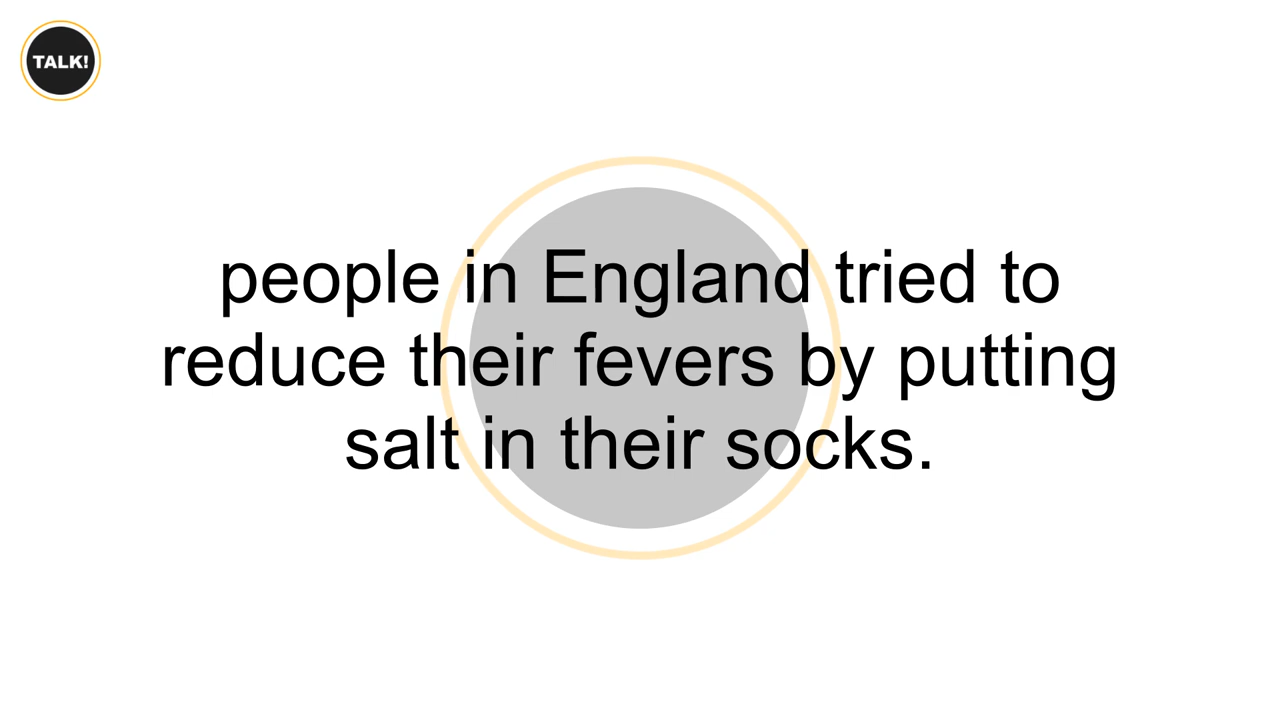 TALK!
people in England tried to
reduce their fevers by putting
salt in their socks.